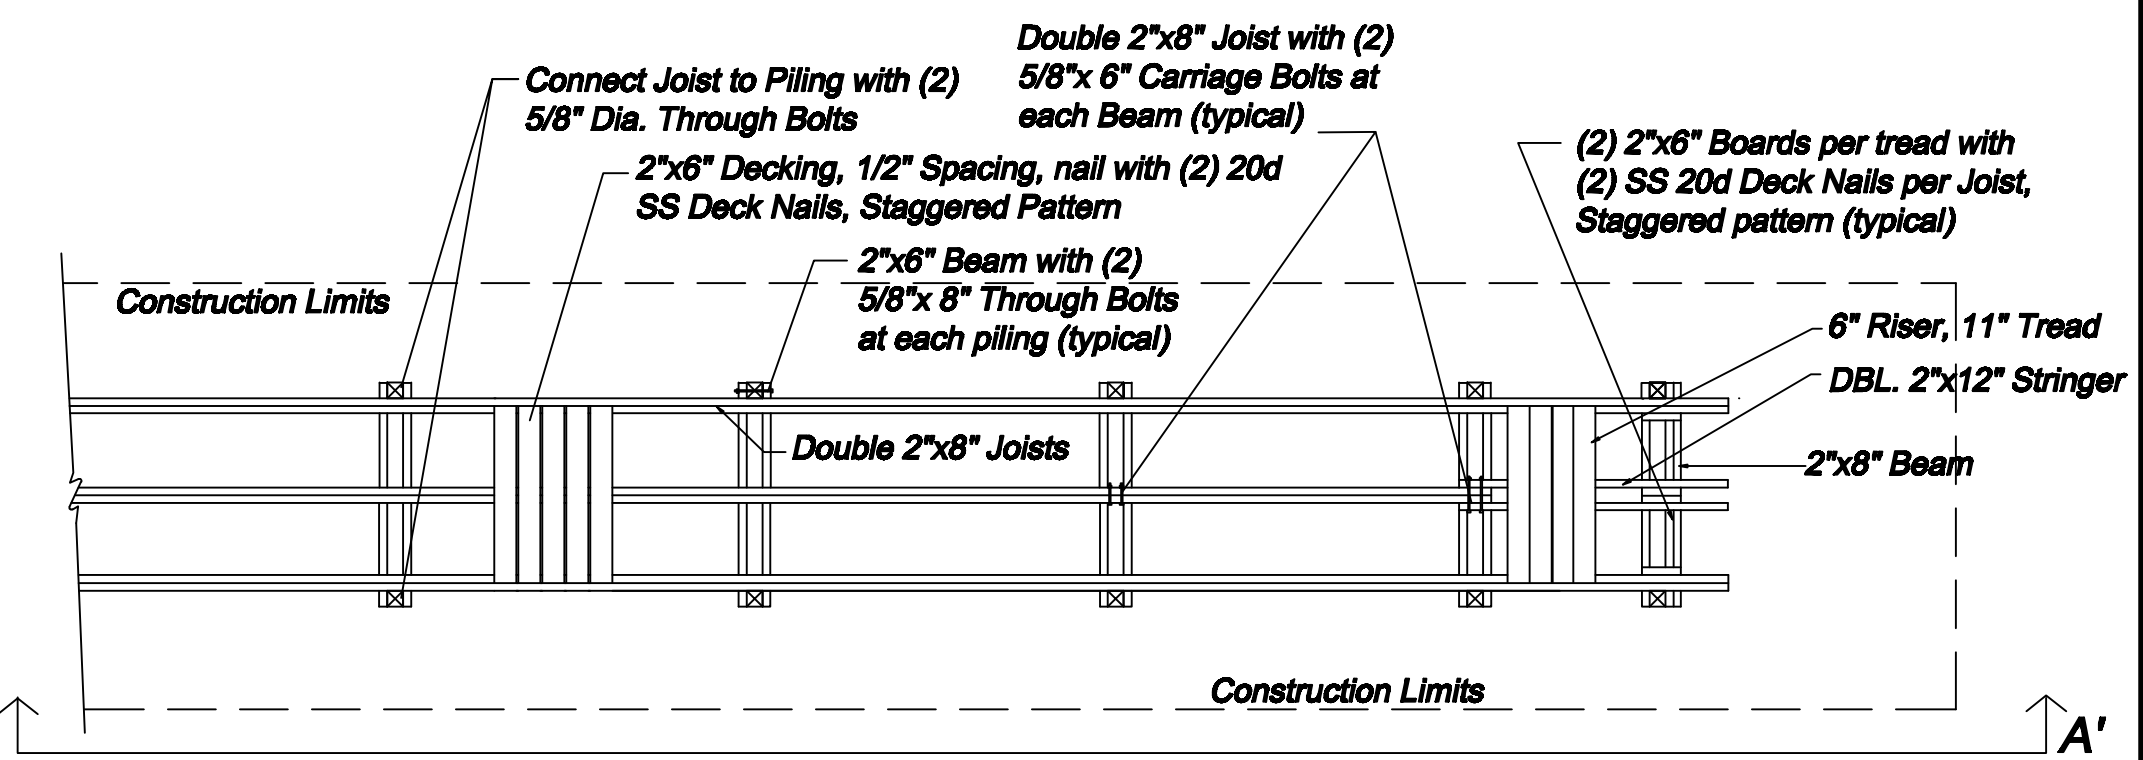 Double 2"x8" Joist with (2)
5/8"x 6" Carriage Bolts at
each Beam (typical)
Connect Joist to Piling with (2)
5/8" Dia. Through Bolts
(2) 2"x6" Boards per tread with
(2) SS 20d Deck Nails per Joist,
Staggered pattern (typical)
2"x6" Decking, 1/2" Spacing, nail with (2) 20d
SS Deck Nails, Staggered Pattern
2"x6" Beam with (2)
5/8"x 8" Through Bolts
at each piling (typical)
Construction Limits
6" Riser, 11" Tread
DBL. 2"x12" Stringer
Double 2"x8" Joists
2"x8" Beam
Construction Limits
A'